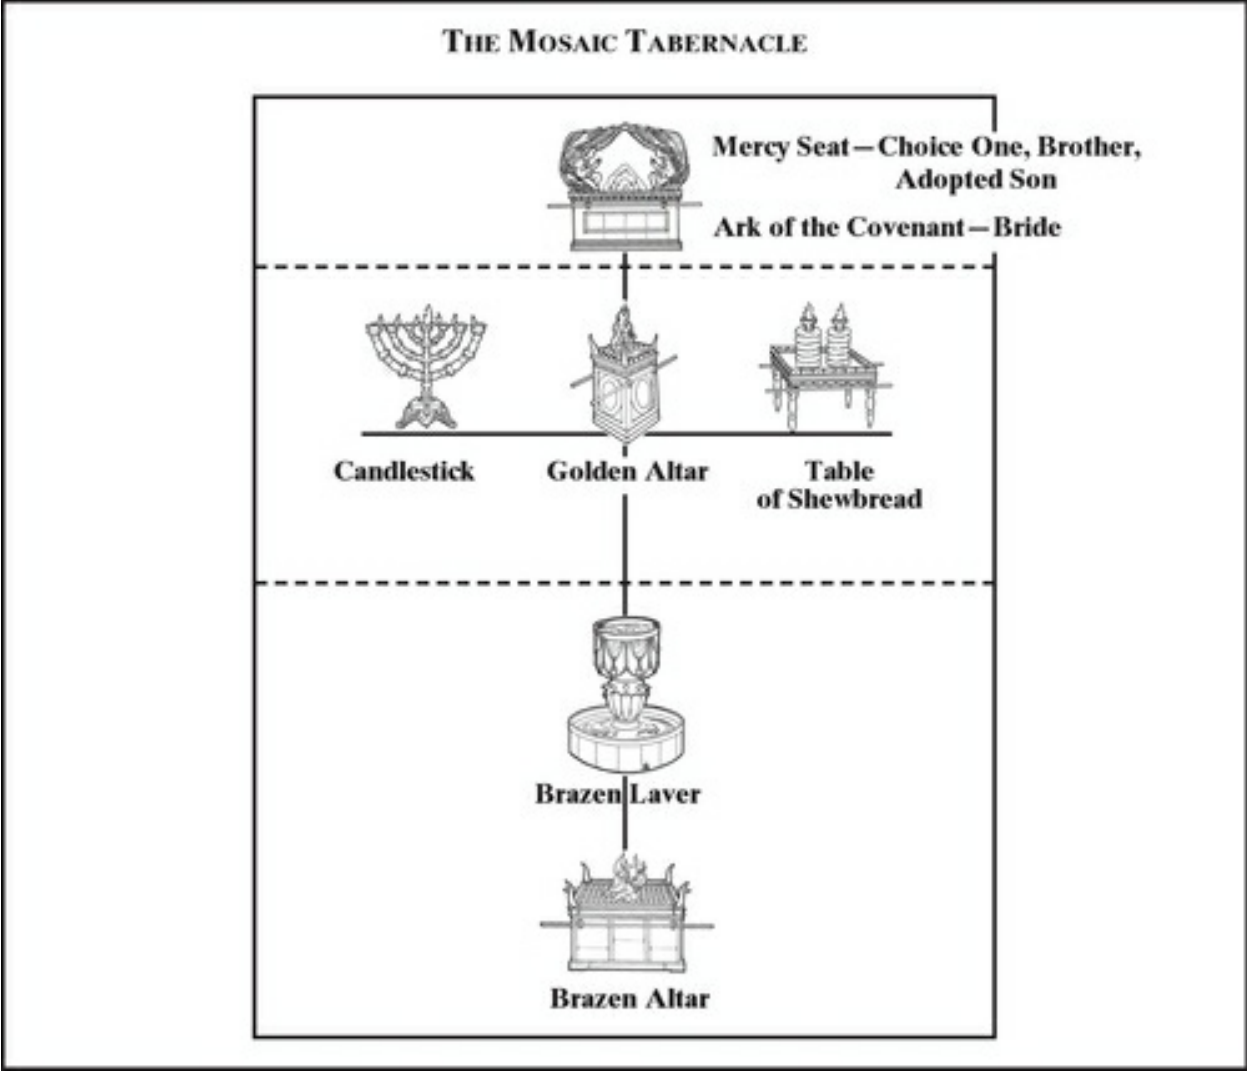 THE MOSAIC TABERNACLE
Mercy Seat—Choice One, Brother,
Adopted Son
Ark of the Covenant—Bride
Candlestick
Golden Altar
Table
of Shewbread
Brazen Laver
Brazen Altar